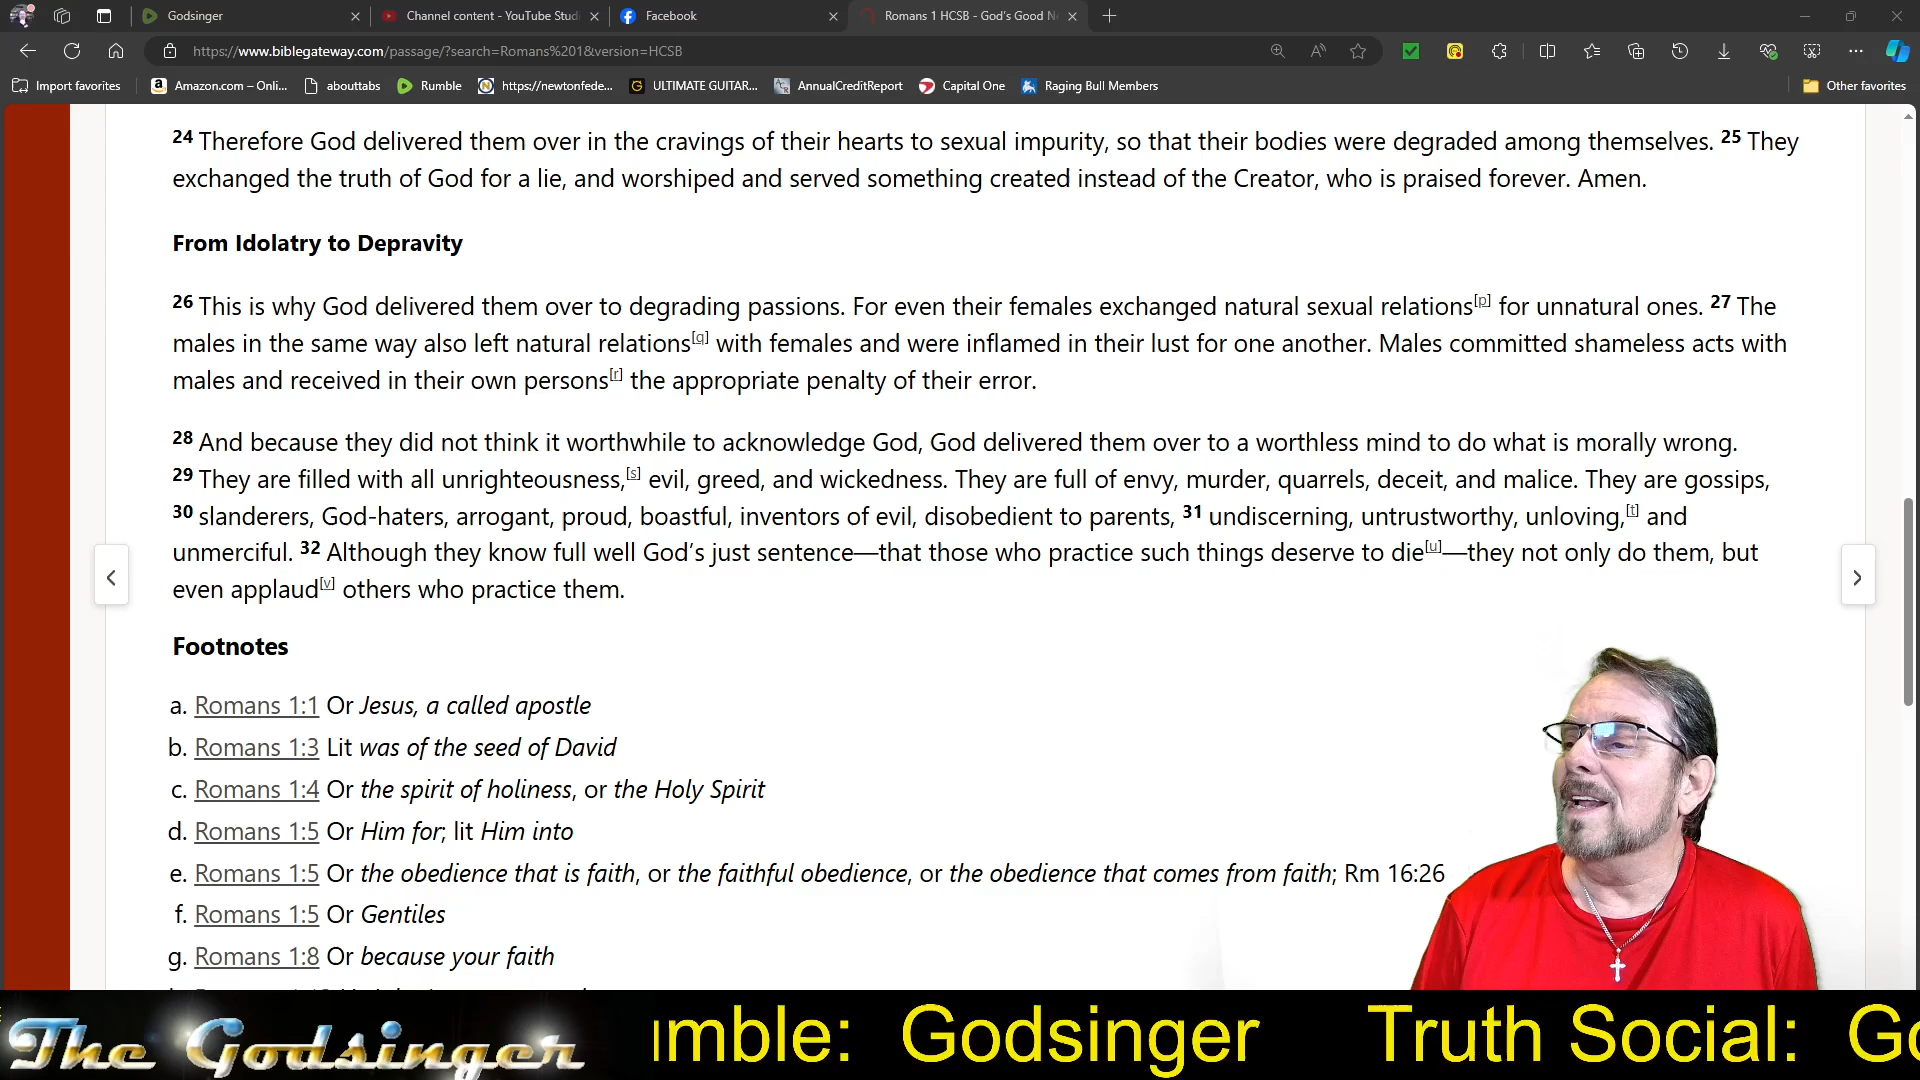 Godsinger
Channel content - YouTube Studi
Facebook
Romans 1 HCSB - God's Good Ne
https://www.biblegateway.com/passage/?search=Romans%201&version=HCSB
Import favorites
Amazon.com – Onli...
abouttabs
Rumble
https://newtonfede...
ULTIMATE GUITAR...
AnnualCreditReport
Capital One
Raging Bull Members
Other favorites
24 Therefore God delivered them over in the cravings of their hearts to sexual impurity, so that their bodies were degraded among themselves. 25 They
exchanged the truth of God for a lie, and worshiped and served something created instead of the Creator, who is praised forever. Amen.
From Idolatry to Depravity
26 This is why God delivered them over to degrading passions. For even their females exchanged natural sexual relations[p] for unnatural ones. 27 The
males in the same way also left natural relations[q] with females and were inflamed in their lust for one another. Males committed shameless acts with
males and received in their own persons[r] the appropriate penalty of their error.
28 And because they did not think it worthwhile to acknowledge God, God delivered them over to a worthless mind to do what is morally wrong.
29 They are filled with all unrighteousness,[s] evil, greed, and wickedness. They are full of envy, murder, quarrels, deceit, and malice. They are gossips,
30 slanderers, God-haters, arrogant, proud, boastful, inventors of evil, disobedient to parents, 31 undiscerning, untrustworthy, unloving,[t] and
unmerciful. 32 Although they know full well God's just sentence—that those who practice such things deserve to die[u]—they not only do them, but
even applaud[v] others who practice them.
Footnotes
a. Romans 1:1 Or Jesus, a called apostle
b. Romans 1:3 Lit was of the seed of David
c. Romans 1:4 Or the spirit of holiness, or the Holy Spirit
d. Romans 1:5 Or Him for; lit Him into
e. Romans 1:5 Or the obedience that is faith, or the faithful obedience, or the obedience that comes from faith; Rm 16:26
f. Romans 1:5 Or Gentiles
g. Romans 1:8 Or because your faith
The Godsinger
umble: Godsinger Truth Social: Go